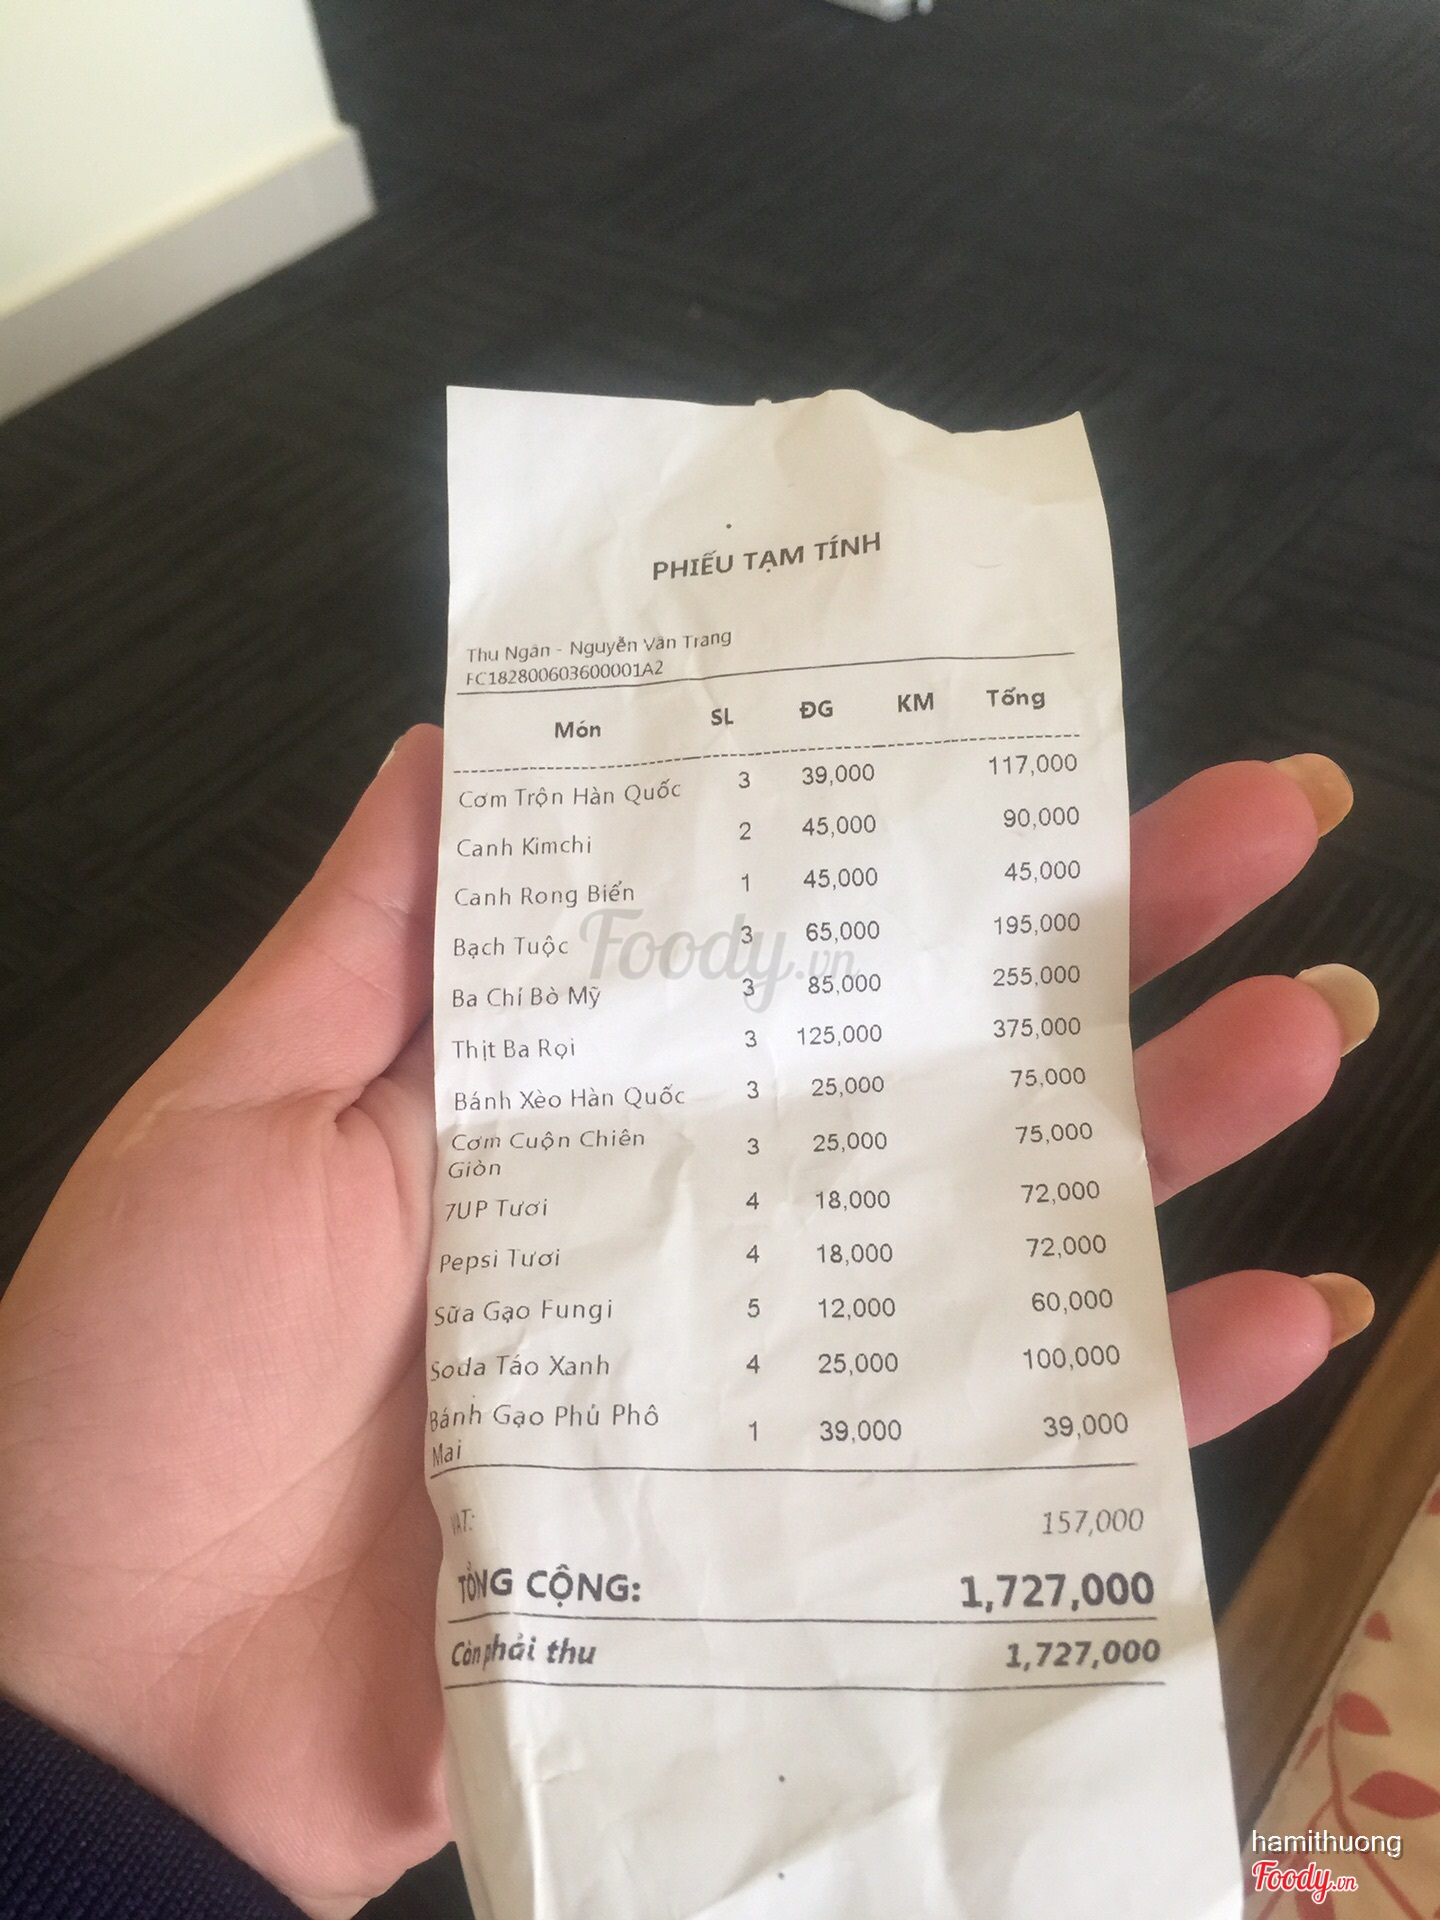 PHIẾU TẠM TÍNH
Thu Ngân - Nguyễn Văn Trang
FC182800603600001A2
Món SL ĐG KM Tổng
Cơm Trộn Hàn Quốc 3 39,000 117,000
Canh Kimchi 2 45,000 90,000
Canh Rong Biển 1 45,000 45,000
Bạch Tuộc 3 65,000 195,000
Ba Chỉ Bò Mỹ 3 85,000 255,000
Thịt Ba Rọi 3 125,000 375,000
Bánh Xèo Hàn Quốc 3 25,000 75,000
Cơm Cuộn Chiên
Giòn 3 25,000 75,000
7UP Tươi 4 18,000 72,000
Pepsi Tươi 4 18,000 72,000
Sữa Gạo Fungi 5 12,000 60,000
Soda Táo Xanh 4 25,000 100,000
Bánh Gạo Phủ Phô
Mai 1 39,000 39,000
VAT: 157,000
TỔNG CỘNG: 1,727,000
Còn phải thu 1,727,000
Foody.vn
hamithuong
Foody.vn